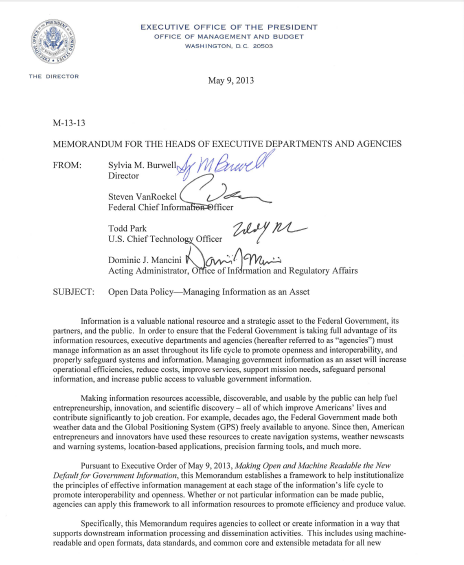 EXECUTIVE OFFICE OF THE PRESIDENT
OFFICE OF MANAGEMENT AND BUDGET
WASHINGTON, D.C. 20503
THE DIRECTOR
May 9, 2013
M-13-13
MEMORANDUM FOR THE HEADS OF EXECUTIVE DEPARTMENTS AND AGENCIES
FROM: Sylvia M. Burwell
Director
Steven VanRoekel
Federal Chief Information Officer
Todd Park
U.S. Chief Technology Officer
Dominic J. Mancini
Acting Administrator, Office of Information and Regulatory Affairs
SUBJECT: Open Data Policy—Managing Information as an Asset
Information is a valuable national resource and a strategic asset to the Federal Government, its
partners, and the public. In order to ensure that the Federal Government is taking full advantage of its
information resources, executive departments and agencies (hereafter referred to as "agencies") must
manage information as an asset throughout its life cycle to promote openness and interoperability, and
properly safeguard systems and information. Managing government information as an asset will increase
operational efficiencies, reduce costs, improve services, support mission needs, safeguard personal
information, and increase public access to valuable government information.
Making information resources accessible, discoverable, and usable by the public can help fuel
entrepreneurship, innovation, and scientific discovery – all of which improve Americans' lives and
contribute significantly to job creation. For example, decades ago, the Federal Government made both
weather data and the Global Positioning System (GPS) freely available to anyone. Since then, American
entrepreneurs and innovators have used these resources to create navigation systems, weather newscasts
and warning systems, location-based applications, precision farming tools, and much more.
Pursuant to Executive Order of May 9, 2013, Making Open and Machine Readable the New
Default for Government Information, this Memorandum establishes a framework to help institutionalize
the principles of effective information management at each stage of the information's life cycle to
promote interoperability and openness. Whether or not particular information can be made public,
agencies can apply this framework to all information resources to promote efficiency and produce value.
Specifically, this Memorandum requires agencies to collect or create information in a way that
supports downstream information processing and dissemination activities. This includes using machine-
readable and open formats, data standards, and common core and extensible metadata for all new